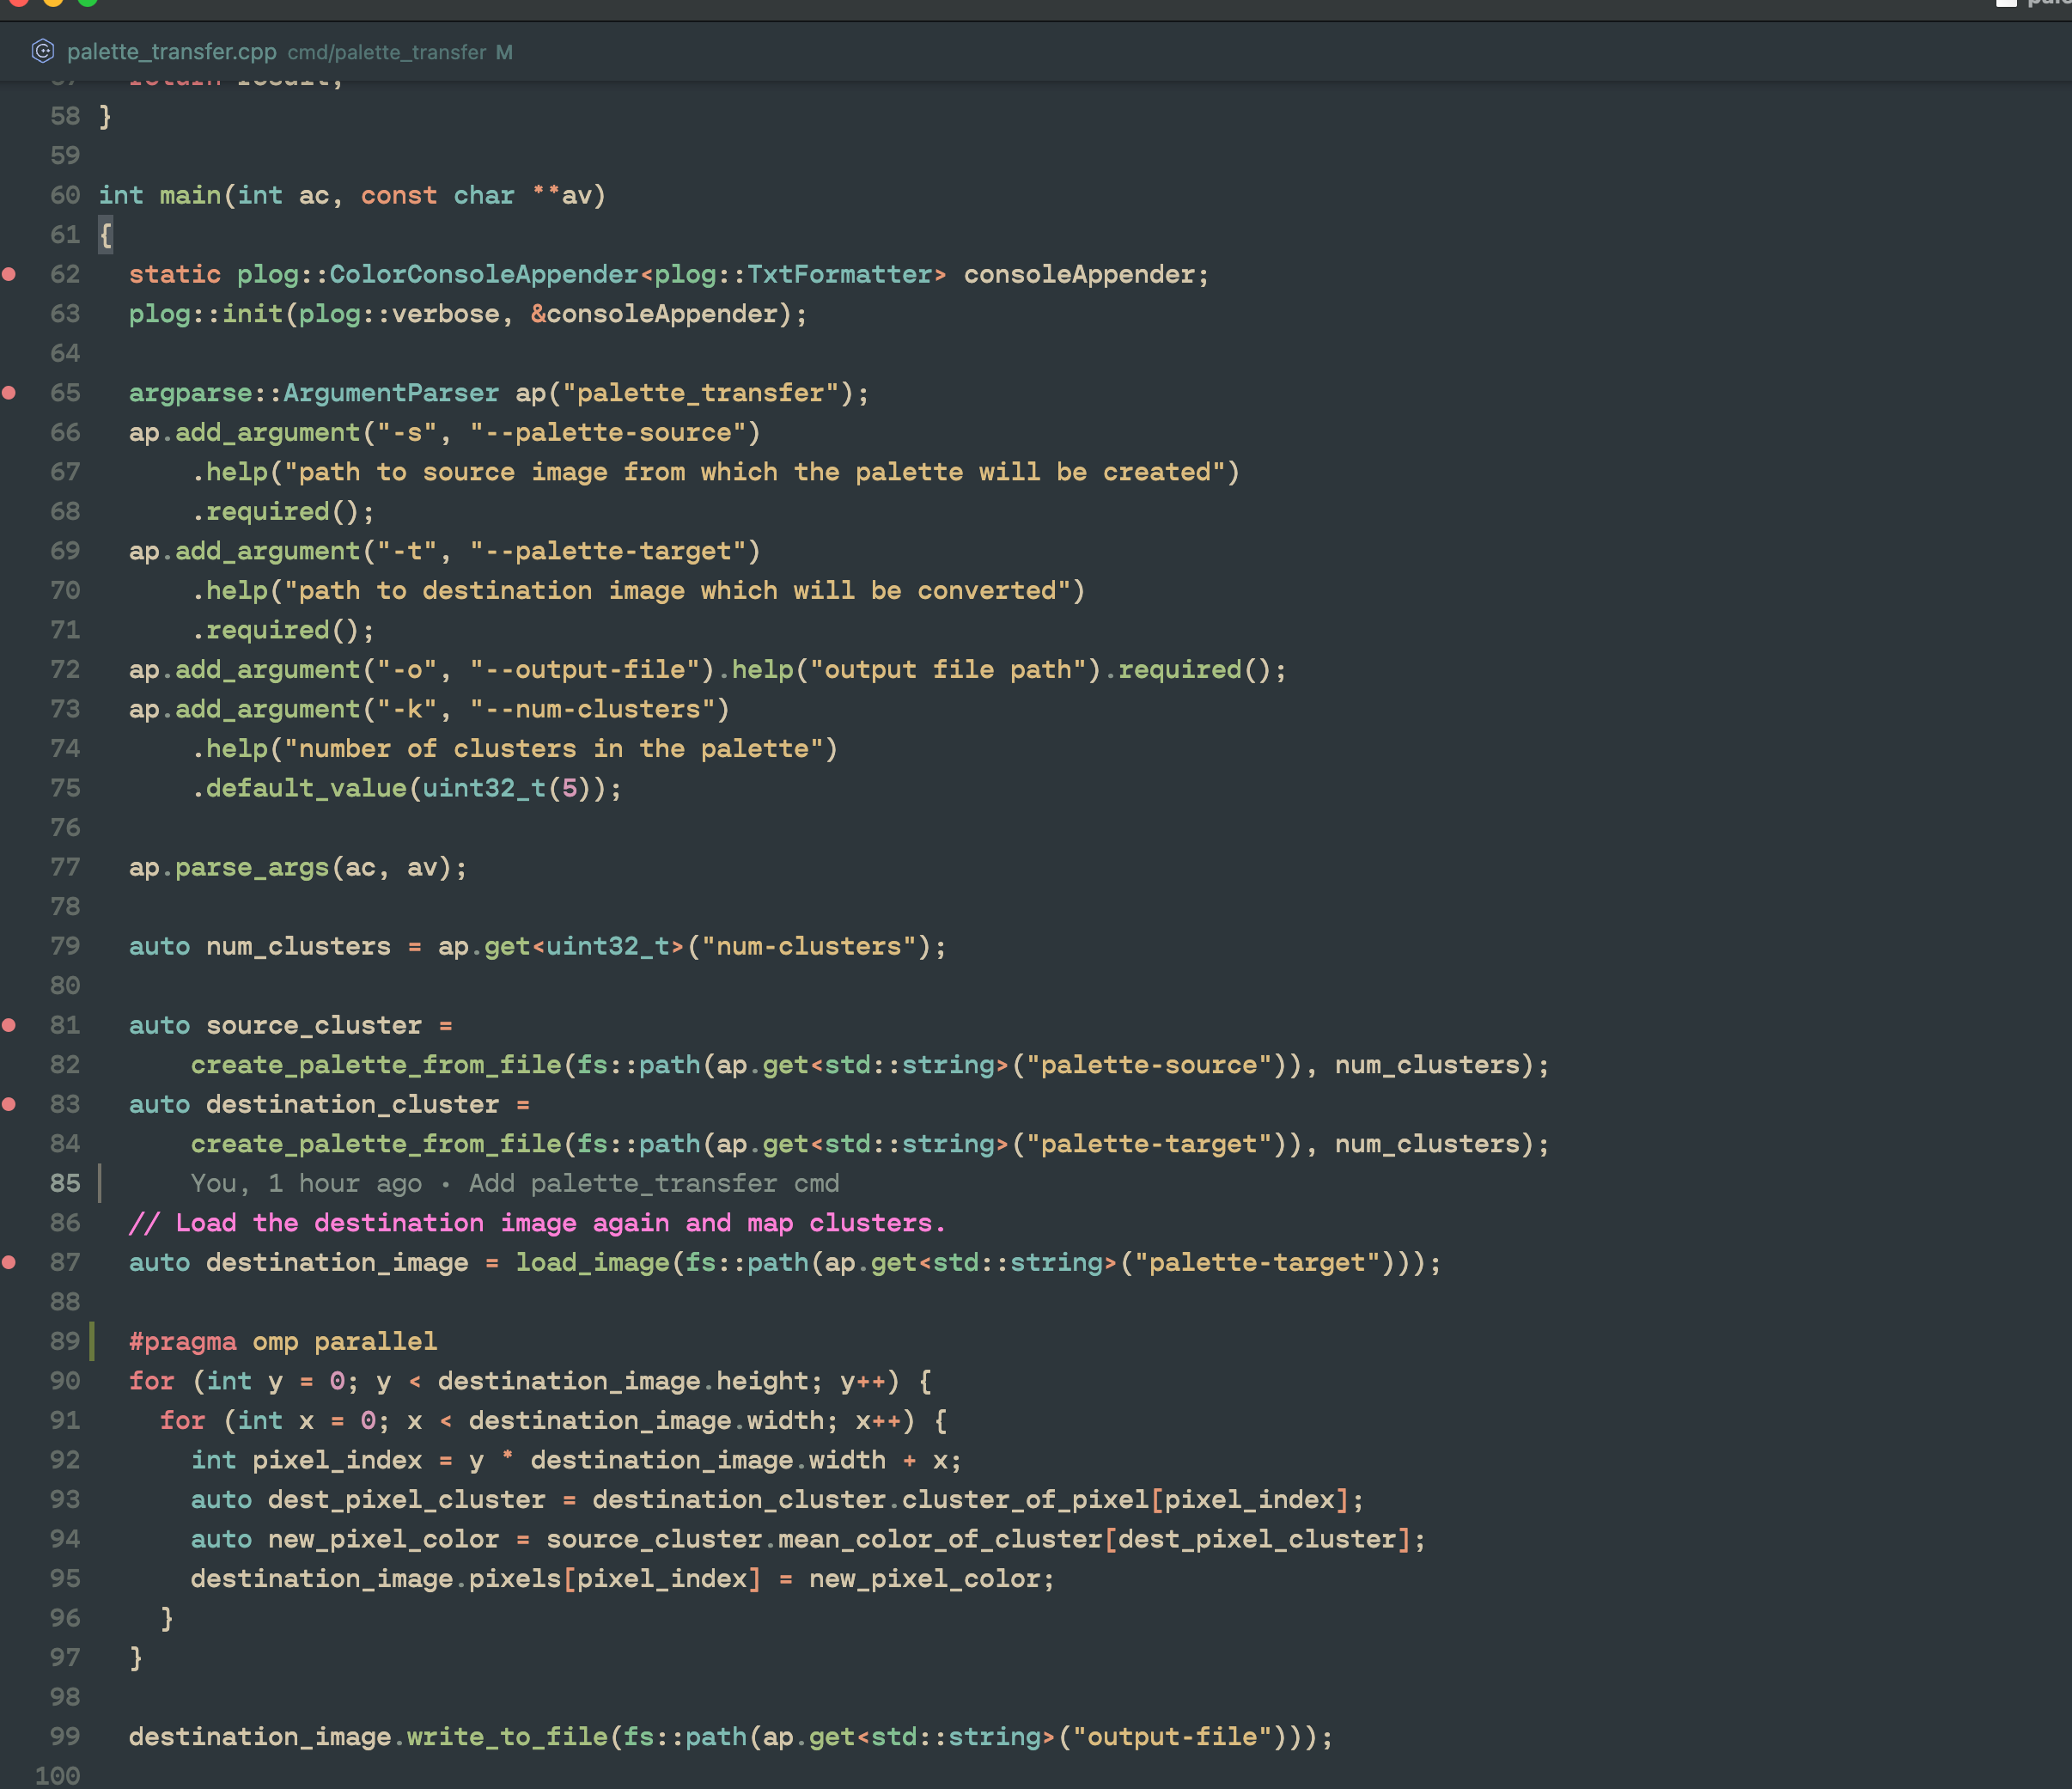 palette_transfer.cpp cmd/palette_transfer M
58 }
59
60 int main(int ac, const char **av)
61 {
62   static plog::ColorConsoleAppender<plog::TxtFormatter> consoleAppender;
63   plog::init(plog::verbose, &consoleAppender);
64
65   argparse::ArgumentParser ap("palette_transfer");
66   ap.add_argument("-s", "--palette-source")
67       .help("path to source image from which the palette will be created")
68       .required();
69   ap.add_argument("-t", "--palette-target")
70       .help("path to destination image which will be converted")
71       .required();
72   ap.add_argument("-o", "--output-file").help("output file path").required();
73   ap.add_argument("-k", "--num-clusters")
74       .help("number of clusters in the palette")
75       .default_value(uint32_t(5));
76
77   ap.parse_args(ac, av);
78
79   auto num_clusters = ap.get<uint32_t>("num-clusters");
80
81   auto source_cluster =
82       create_palette_from_file(fs::path(ap.get<std::string>("palette-source")), num_clusters);
83   auto destination_cluster =
84       create_palette_from_file(fs::path(ap.get<std::string>("palette-target")), num_clusters);
85       You, 1 hour ago • Add palette_transfer cmd
86   // Load the destination image again and map clusters.
87   auto destination_image = load_image(fs::path(ap.get<std::string>("palette-target")));
88
89   #pragma omp parallel
90   for (int y = 0; y < destination_image.height; y++) {
91     for (int x = 0; x < destination_image.width; x++) {
92       int pixel_index = y * destination_image.width + x;
93       auto dest_pixel_cluster = destination_cluster.cluster_of_pixel[pixel_index];
94       auto new_pixel_color = source_cluster.mean_color_of_cluster[dest_pixel_cluster];
95       destination_image.pixels[pixel_index] = new_pixel_color;
96     }
97   }
98
99   destination_image.write_to_file(fs::path(ap.get<std::string>("output-file")));
100